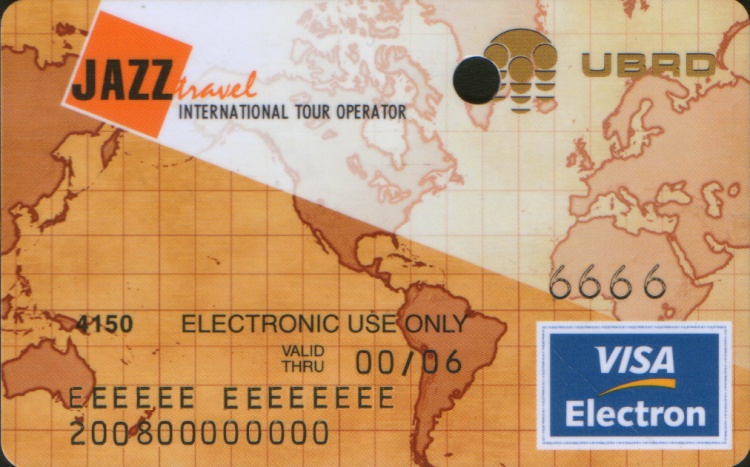 JAZZ travel
INTERNATIONAL TOUR OPERATOR
UBRD
6666
4150 ELECTRONIC USE ONLY
VALID THRU 00/06
EEEEEE EEEEEEEE
200800000000
VISA
Electron